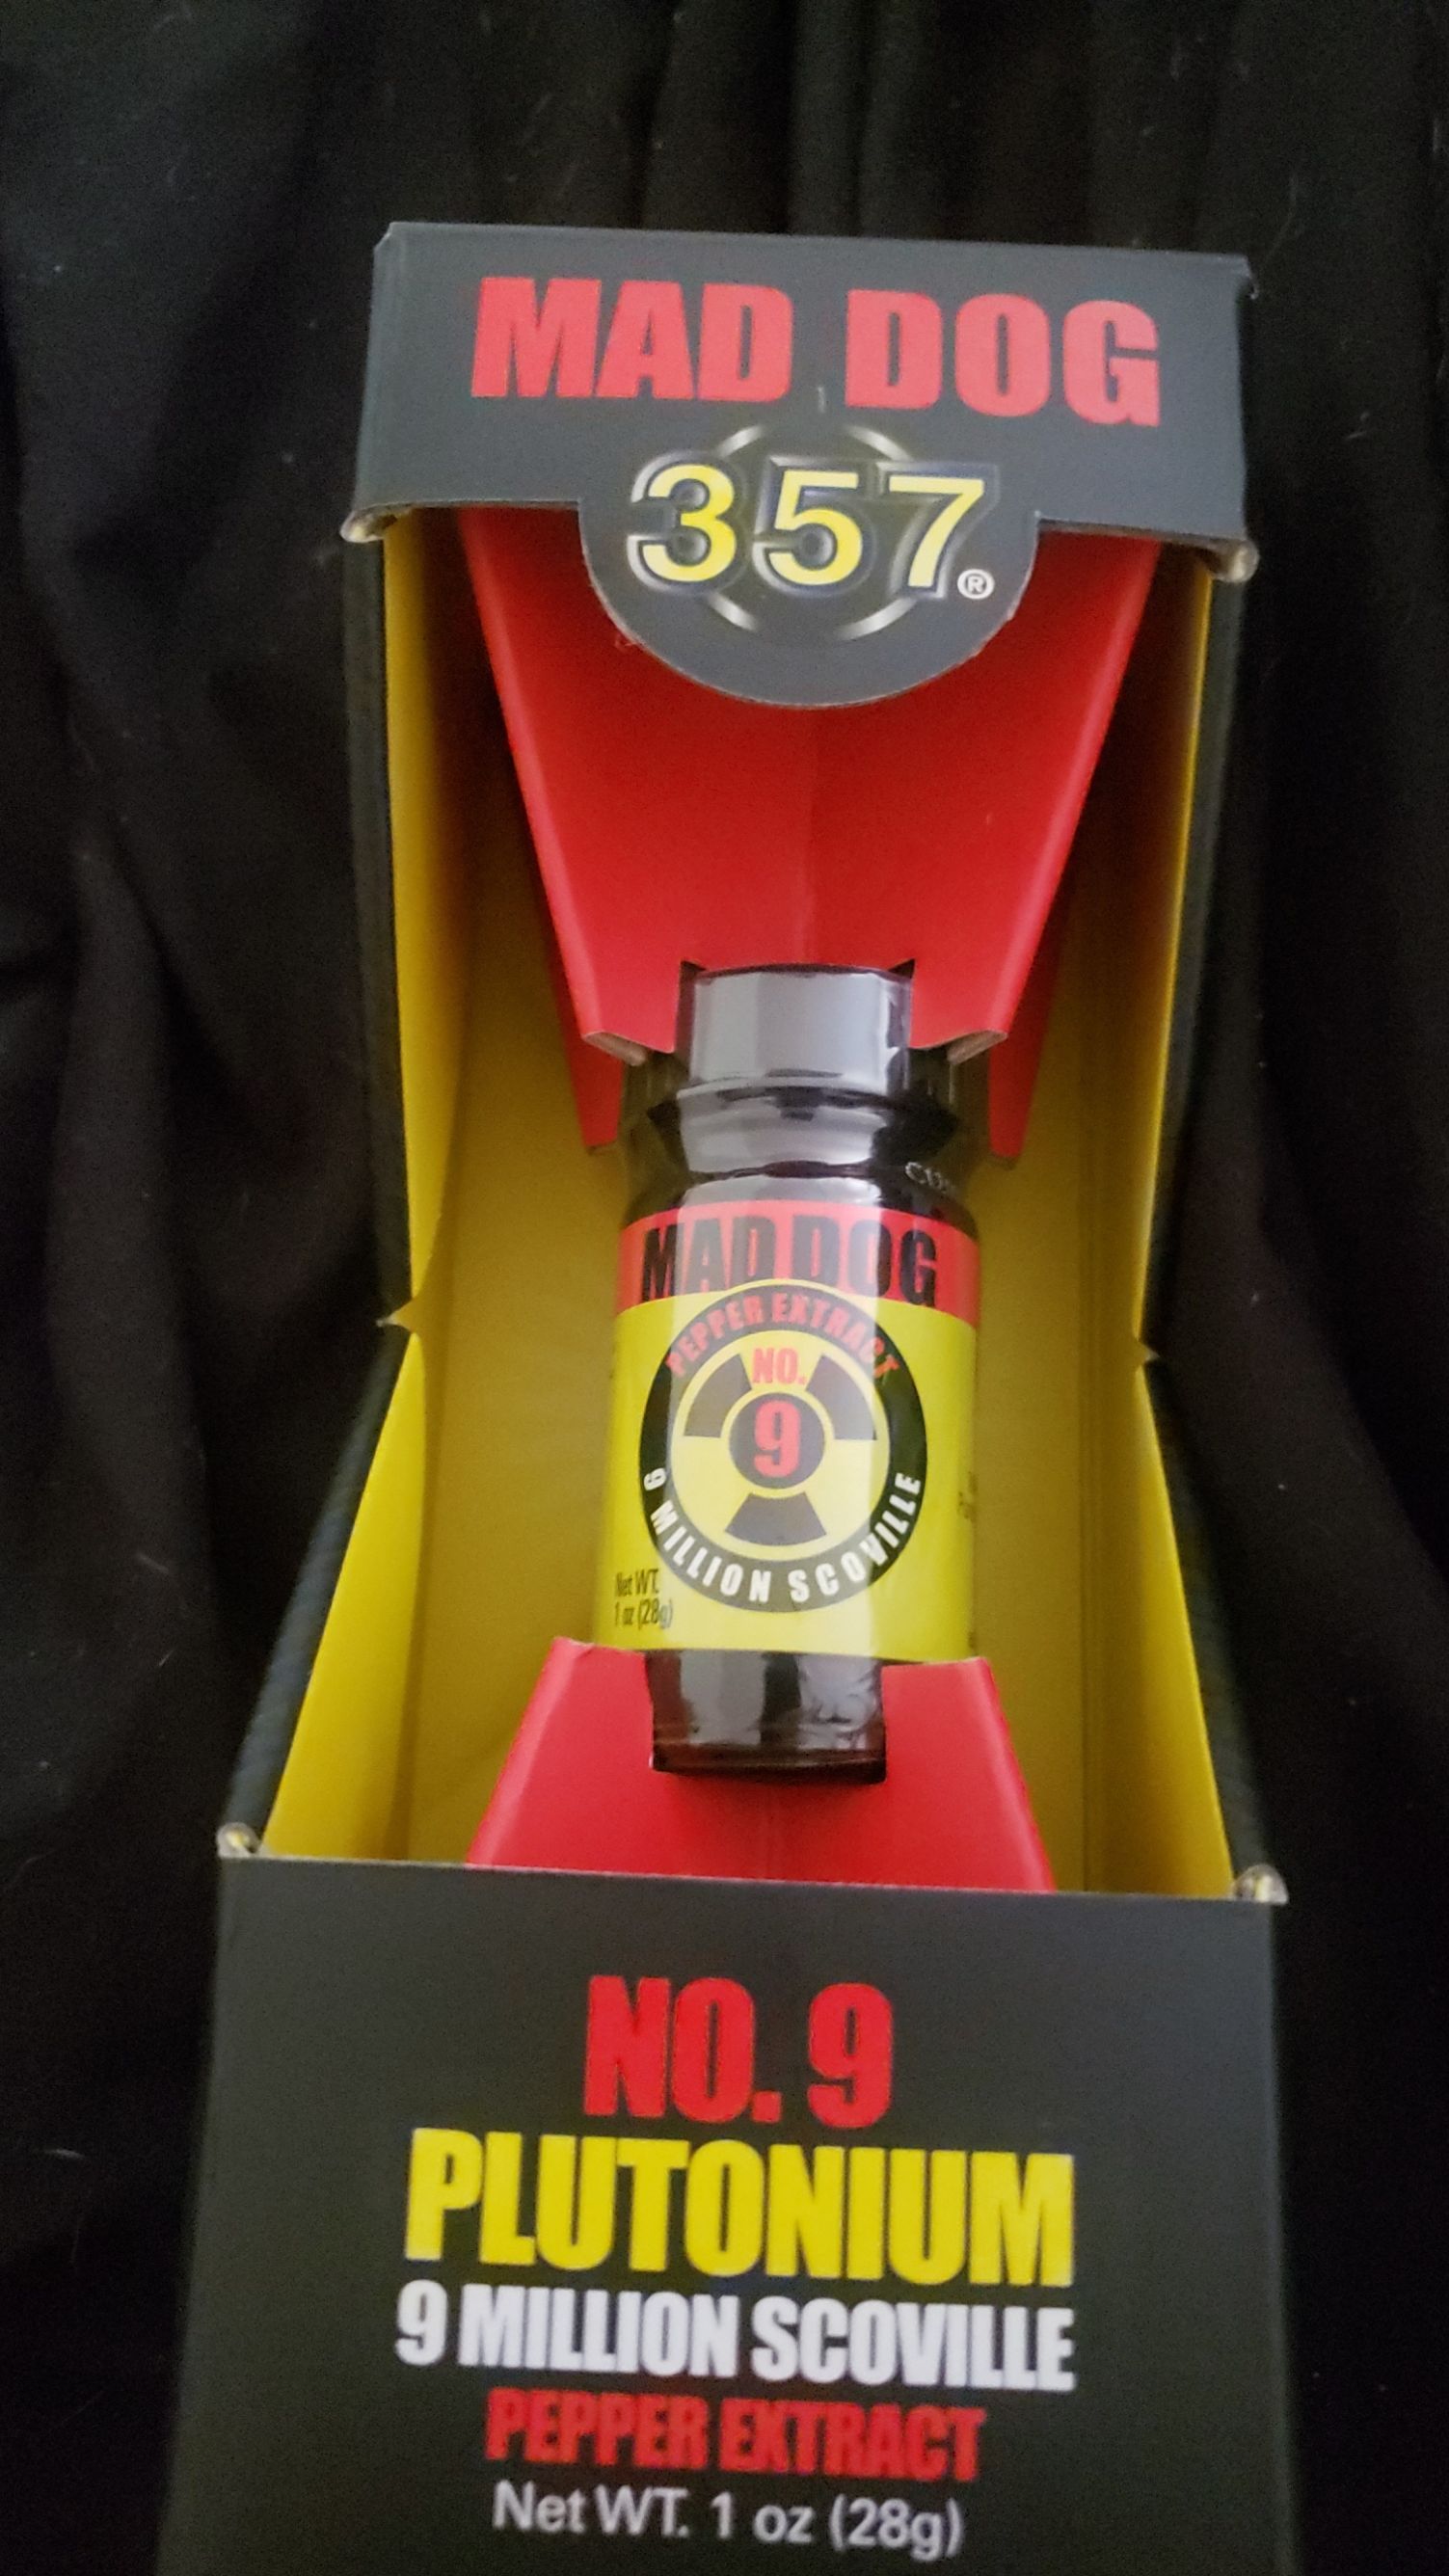 MAD DOG
357®
MAD DOG
PEPPER EXTRACT
NO.
9
9 MILLION SCOVILLE
Net WT.
1 oz (28g)
NO. 9
PLUTONIUM
9 MILLION SCOVILLE
PEPPER EXTRACT
Net WT. 1 oz (28g)